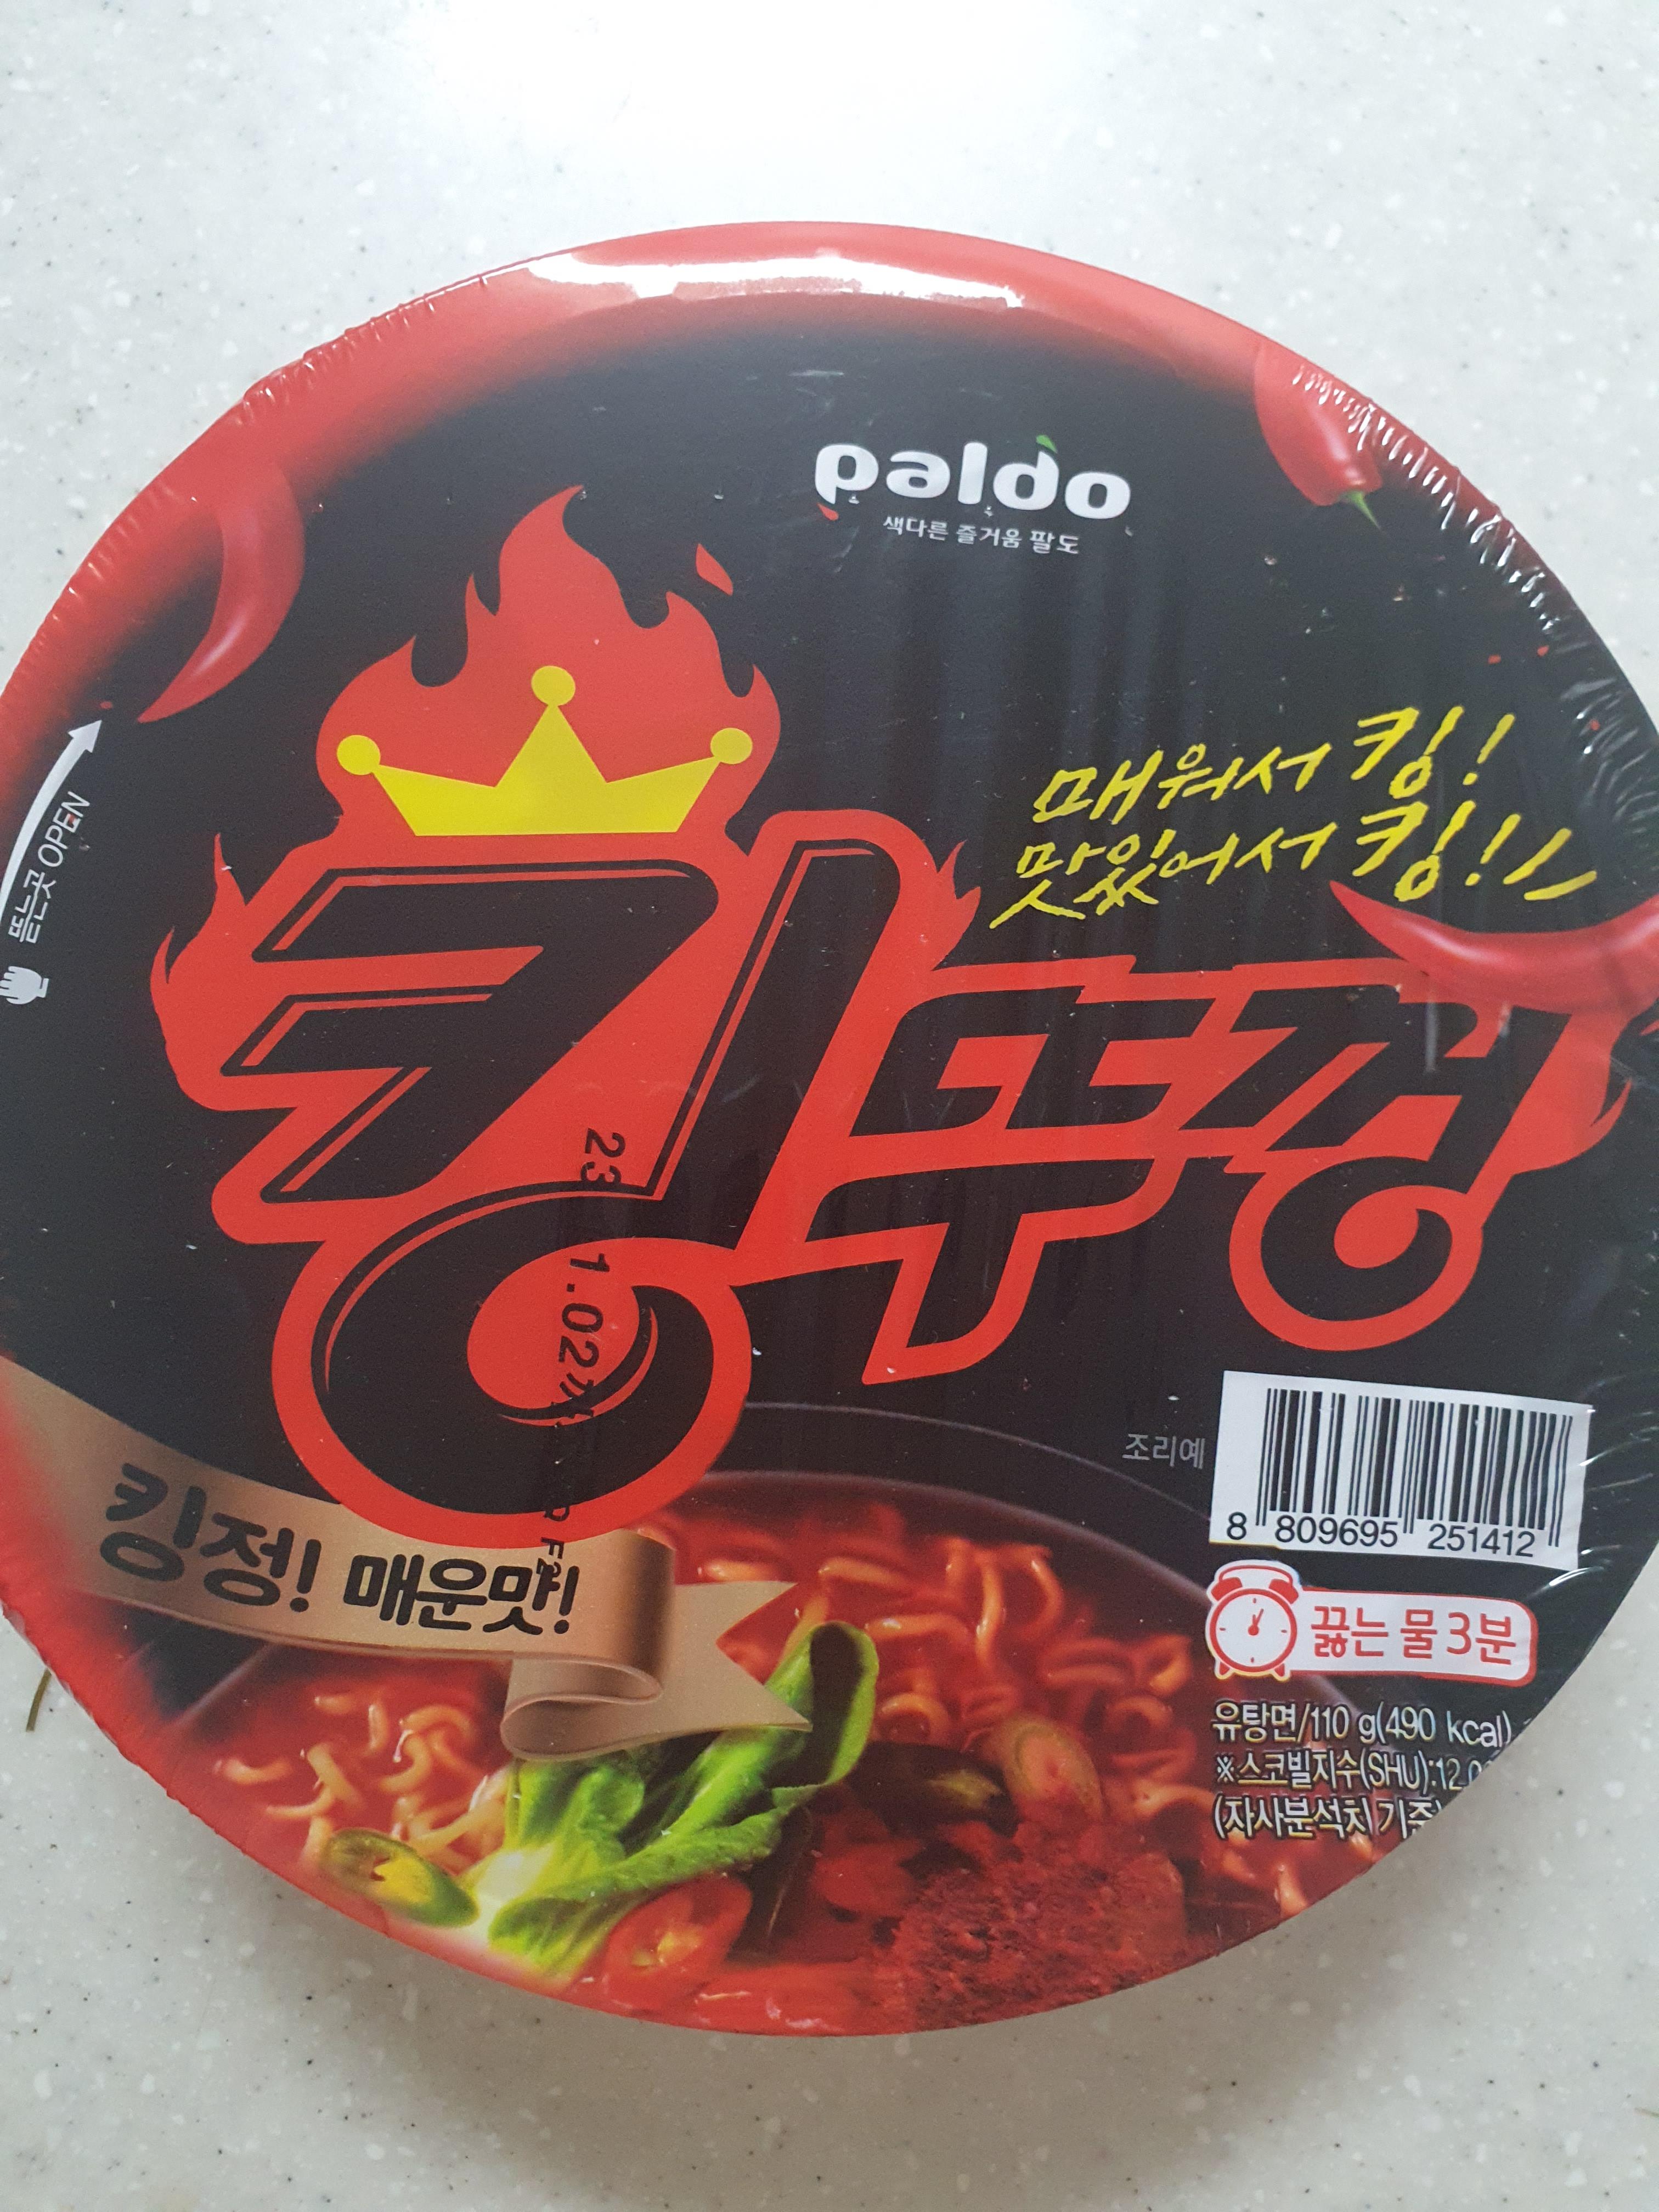 paldo
색다른 즐거움 팔도
매워서 킹!
맛있어서 킹!!
뜯는곳 OPEN
킹뚜껑
킹정! 매운맛!
조리예
8 809695 251412
끓는 물 3분
유탕면/110 g(490 kcal)
※스코빌지수(SHU):12,0
(자사분석치 기준)